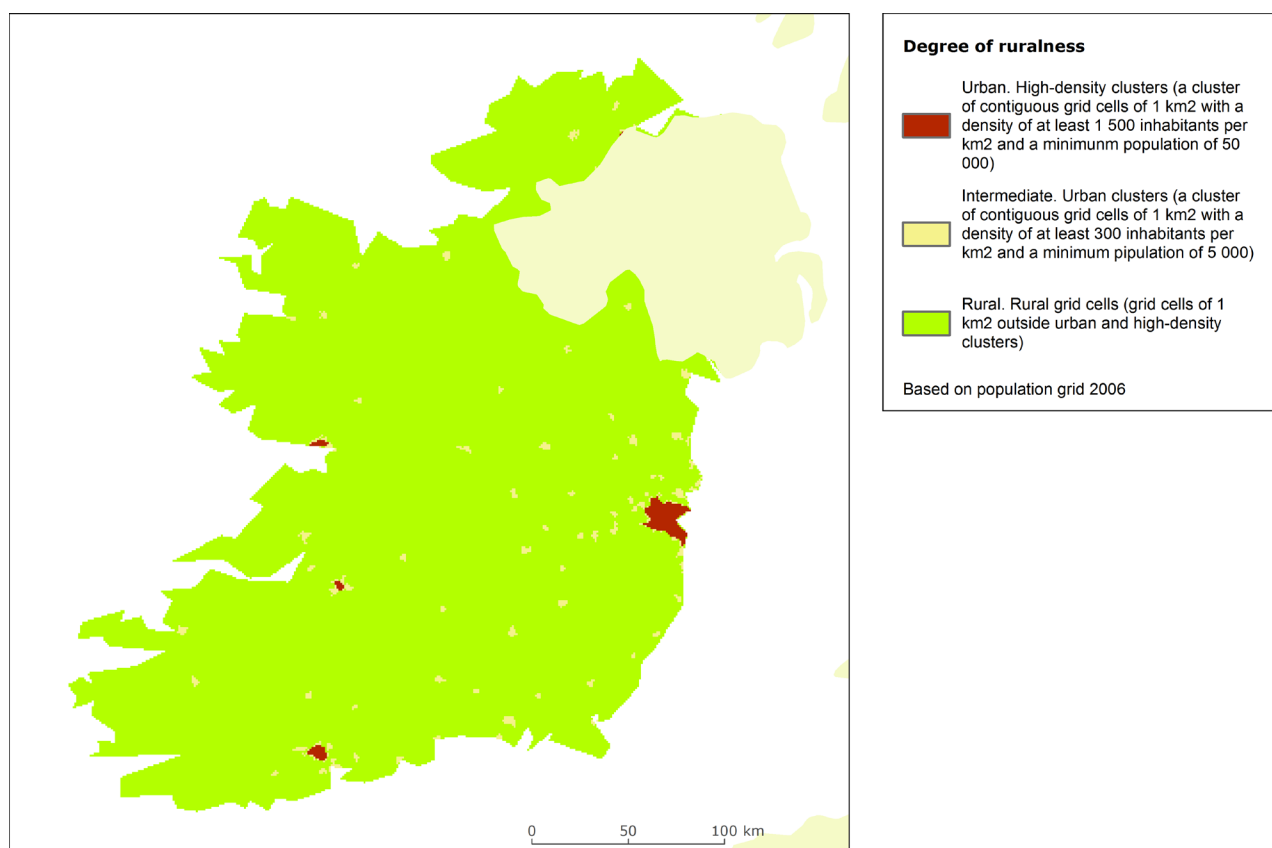 Degree of ruralness
Urban. High-density clusters (a cluster
of contiguous grid cells of 1 km2 with a
density of at least 1 500 inhabitants per
km2 and a minimunm population of 50
000)
Intermediate. Urban clusters (a cluster
of contiguous grid cells of 1 km2 with a
density of at least 300 inhabitants per
km2 and a minimum pipulation of 5 000)
Rural. Rural grid cells (grid cells of 1
km2 outside urban and high-density
clusters)
Based on population grid 2006
0 50 100 km